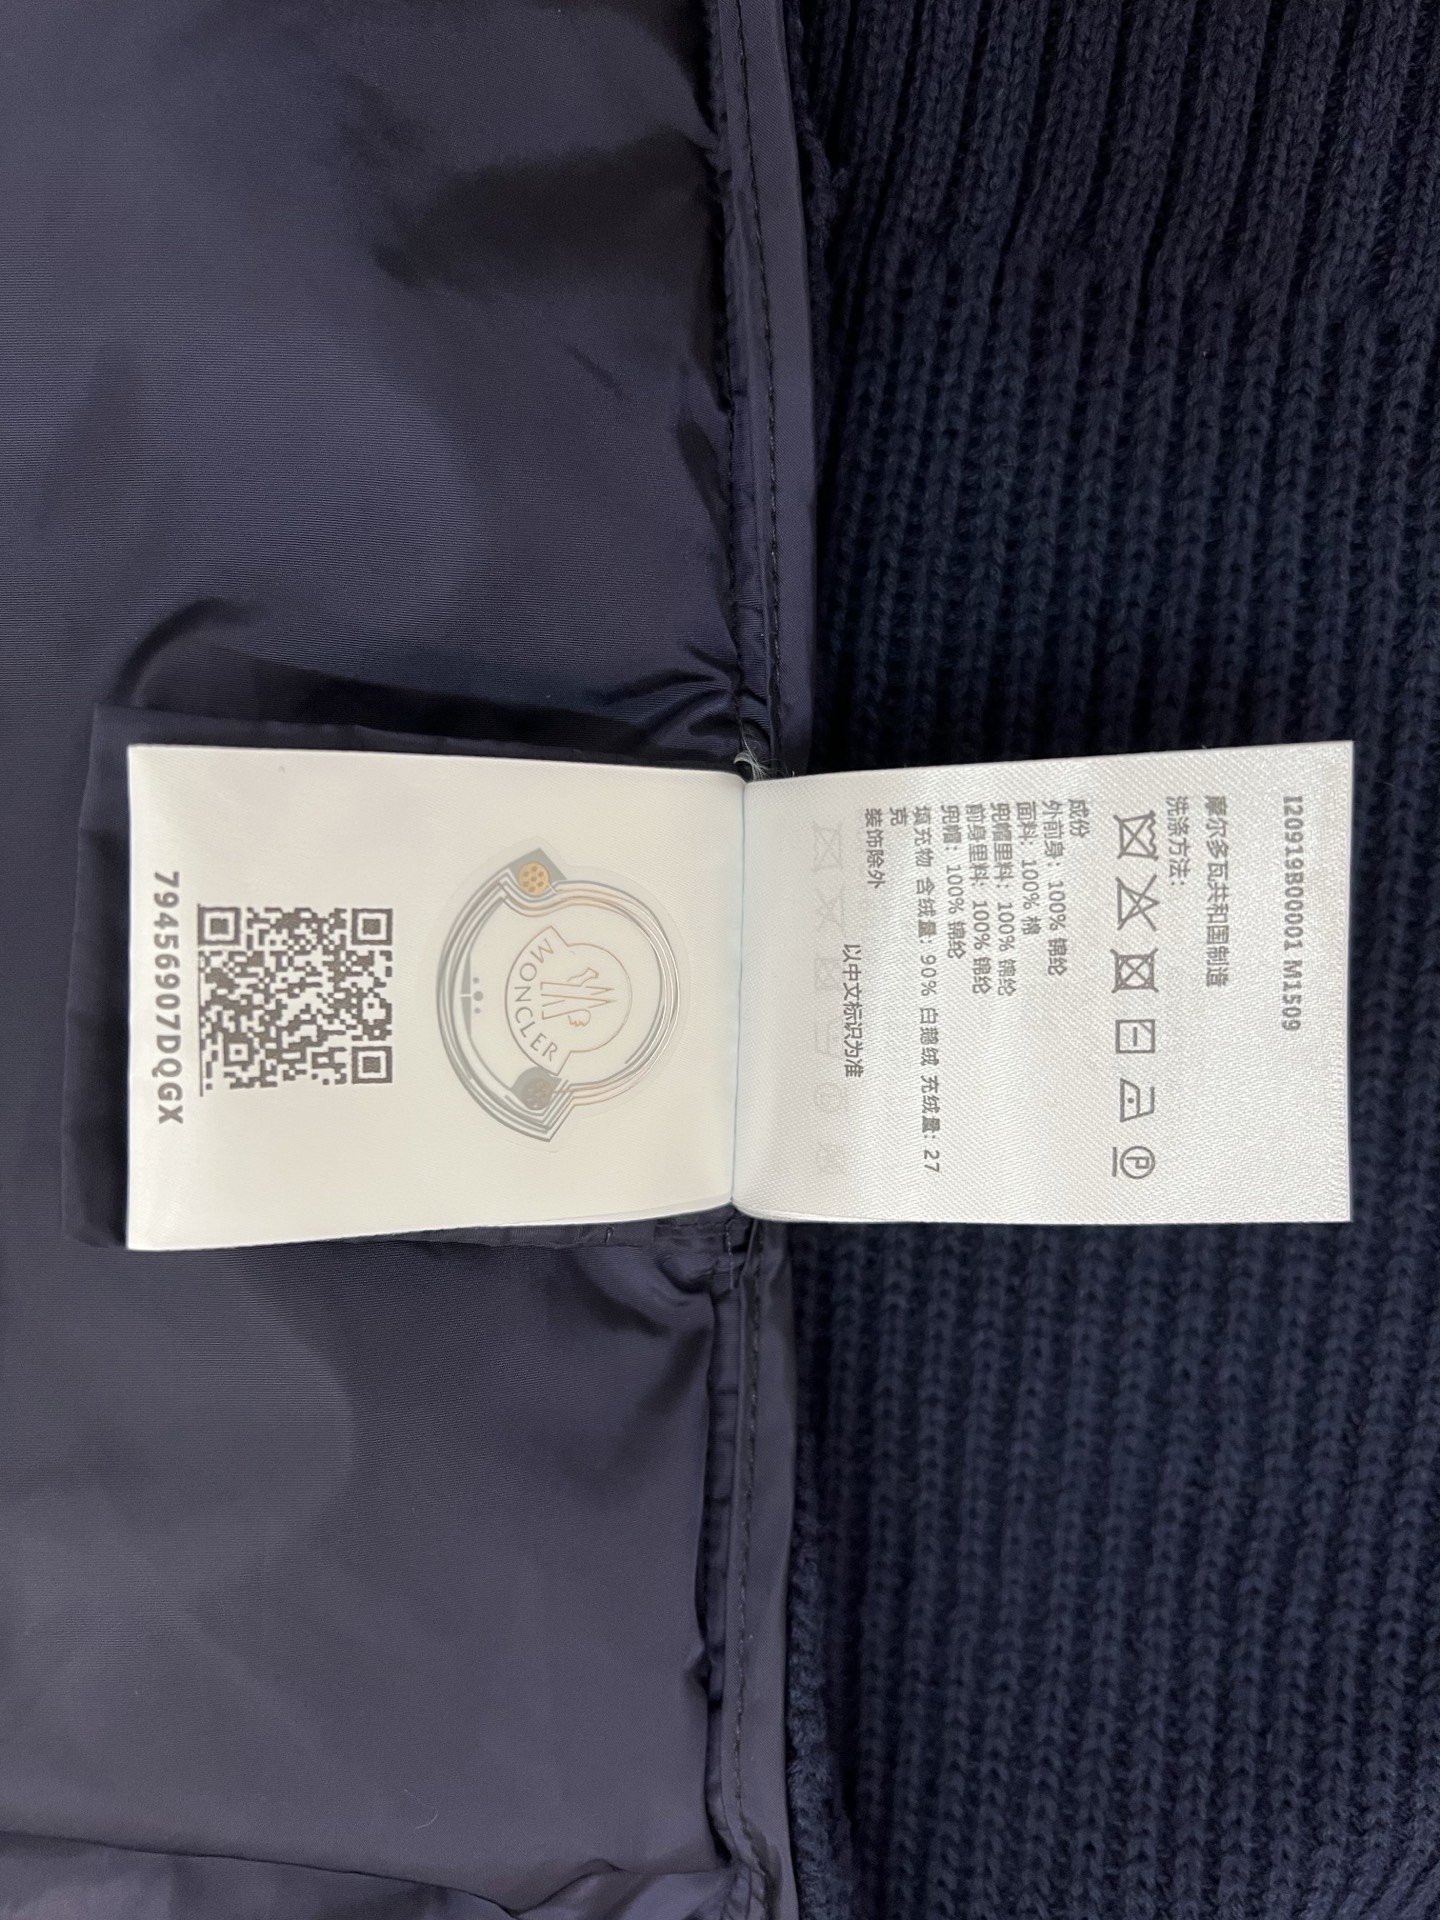 I20919B00001 M1509
摩尔多瓦共和国制造
洗涤方法：
P
成份
外前身: 100% 锦纶
面料: 100% 棉
兜帽里料: 100% 锦纶
前身里料: 100% 锦纶
兜帽: 100% 锦纶
填充物 含绒量: 90% 白鹅绒 充绒量: 27
克
装饰除外
以中文标识为准
MONCLER
79456907DQGX